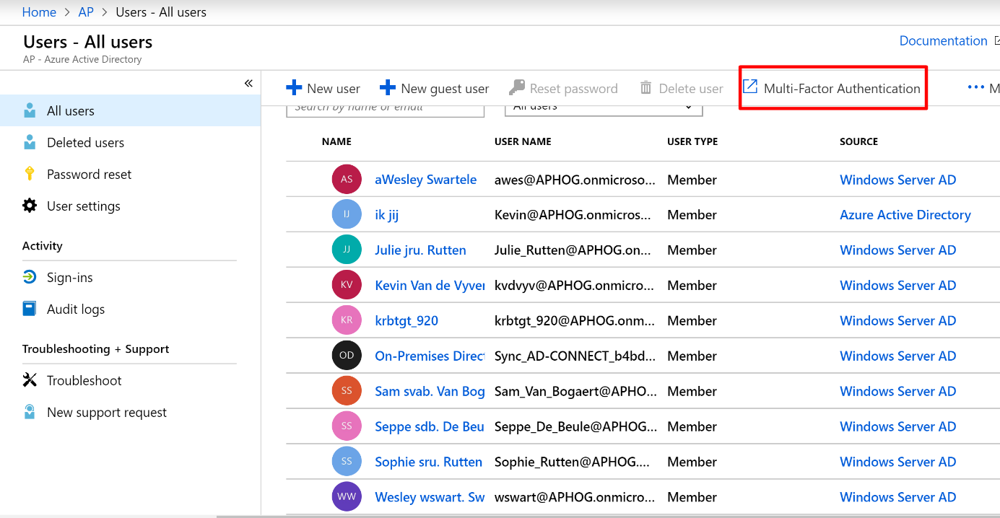 Home > AP > Users - All users
Users - All users
AP - Azure Active Directory
Documentation
«
New user New guest user Reset password Delete user Multi-Factor Authentication ••• M
Search by name or email All users
All users
Deleted users
Password reset
User settings
Activity
Sign-ins
Audit logs
Troubleshooting + Support
Troubleshoot
New support request
NAME USER NAME USER TYPE SOURCE
AS aWesley Swartele awes@APHOG.onmicroso... Member Windows Server AD
IJ ik jij Kevin@APHOG.onmicros... Member Azure Active Directory
JJ Julie jru. Rutten Julie_Rutten@APHOG.on... Member Windows Server AD
KV Kevin Van de Vyver kvdvyv@APHOG.onmicro... Member Windows Server AD
KR krbtgt_920 krbtgt_920@APHOG.onm... Member Windows Server AD
OD On-Premises Direct Sync_AD-CONNECT_b4bd... Member Windows Server AD
SS Sam svab. Van Bog Sam_Van_Bogaert@APHO... Member Windows Server AD
SS Seppe sdb. De Beu Seppe_De_Beule@APHOG... Member Windows Server AD
SS Sophie sru. Rutten Sophie_Rutten@APHOG.... Member Windows Server AD
WW Wesley wswart. Sw wswart@APHOG.onmicro... Member Windows Server AD